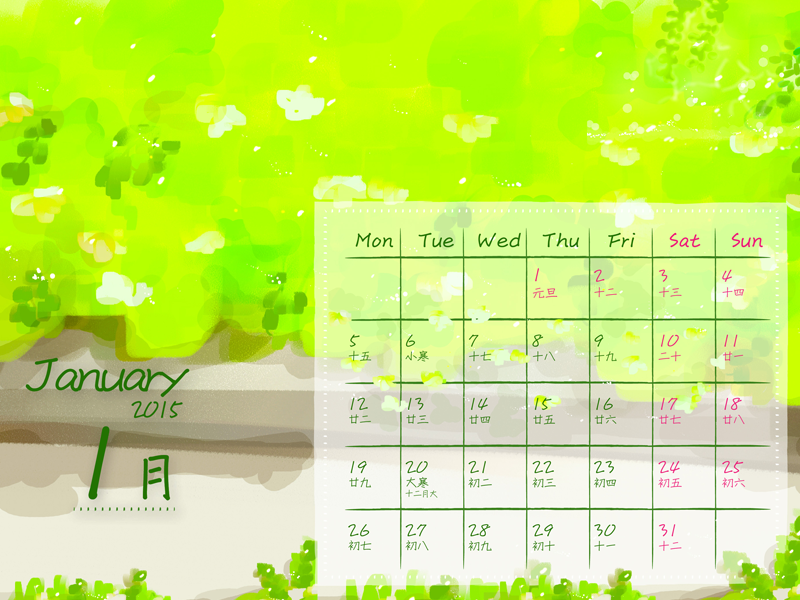 Mon Tue Wed Thu Fri Sat Sun
1 2 3 4
元旦 十二 十三 十四
5 6 7 8 9 10 11
十五 小寒 十七 十八 十九 二十 廿一
January
2015
1月
12 13 14 15 16 17 18
廿二 廿三 廿四 廿五 廿六 廿七 廿八
19 20 21 22 23 24 25
廿九 大寒 初二 初三 初四 初五 初六
十二月大
26 27 28 29 30 31
初七 初八 初九 初十 十一 十二